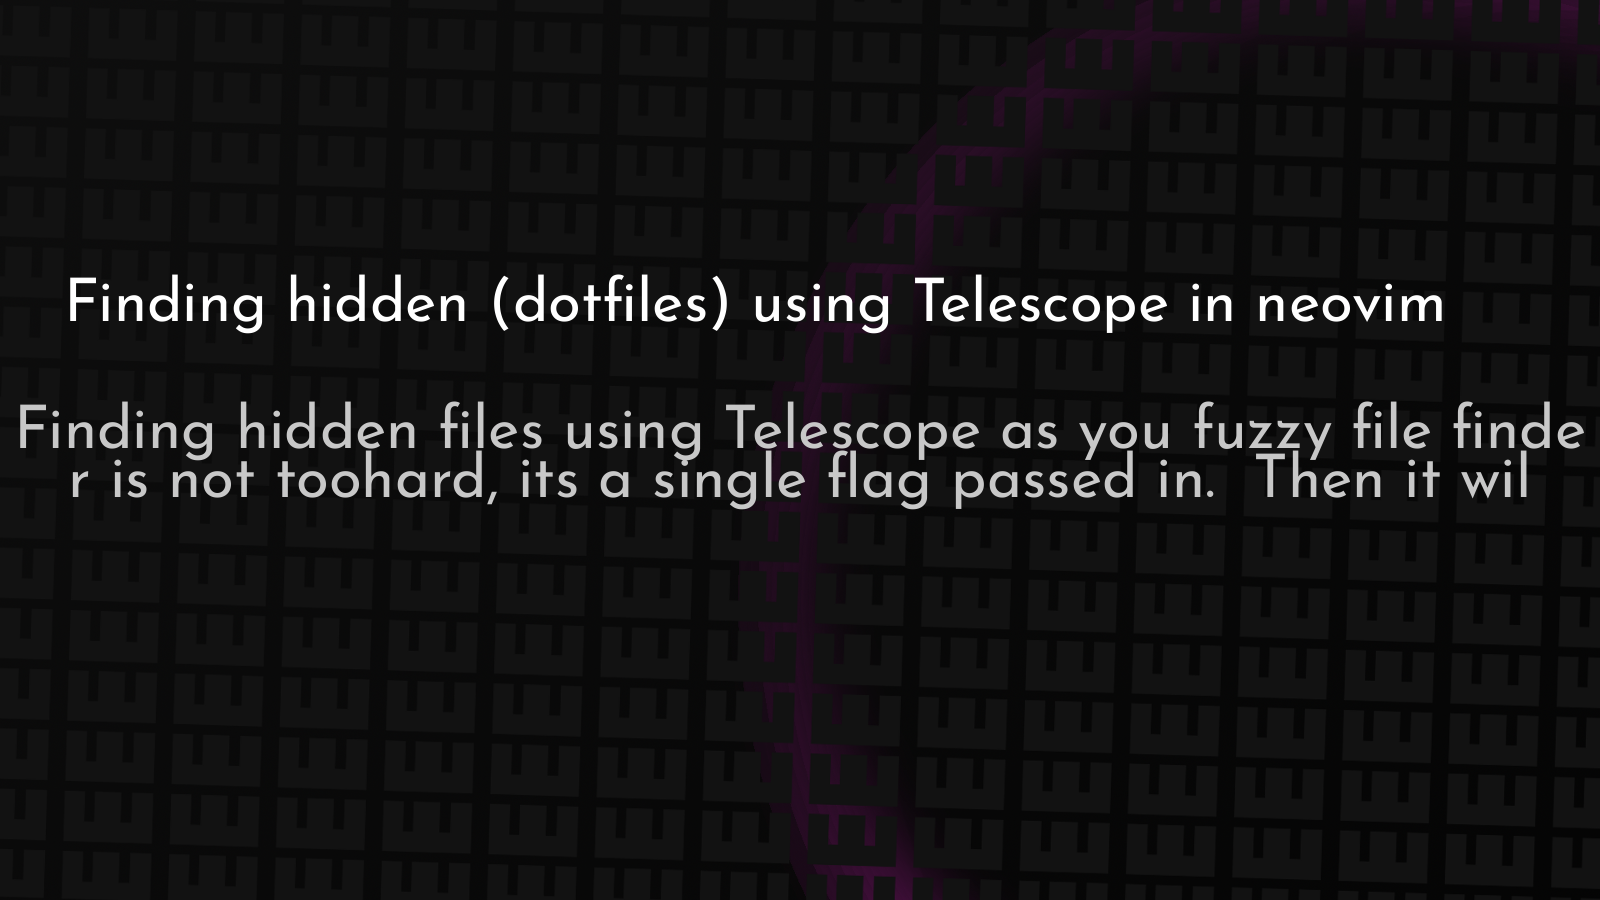 Finding hidden (dotfiles) using Telescope in neovim
Finding hidden files using Telescope as you fuzzy file finde
r is not toohard, its a single flag passed in.  Then it wil